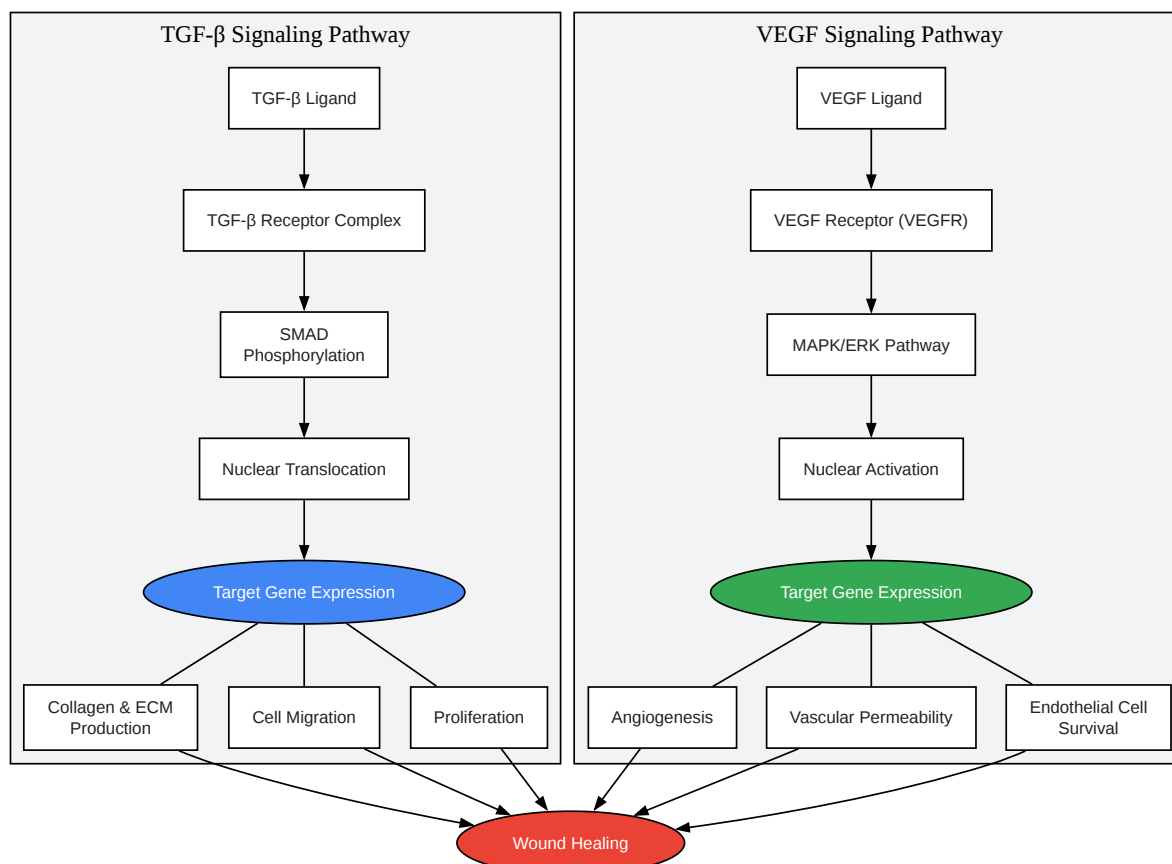 TGF-β Signaling Pathway
TGF-β Ligand
TGF-β Receptor Complex
SMAD
Phosphorylation
Nuclear Translocation
Target Gene Expression
Collagen & ECM
Production
Cell Migration
Proliferation
VEGF Signaling Pathway
VEGF Ligand
VEGF Receptor (VEGFR)
MAPK/ERK Pathway
Nuclear Activation
Target Gene Expression
Angiogenesis
Vascular Permeability
Endothelial Cell
Survival
Wound Healing